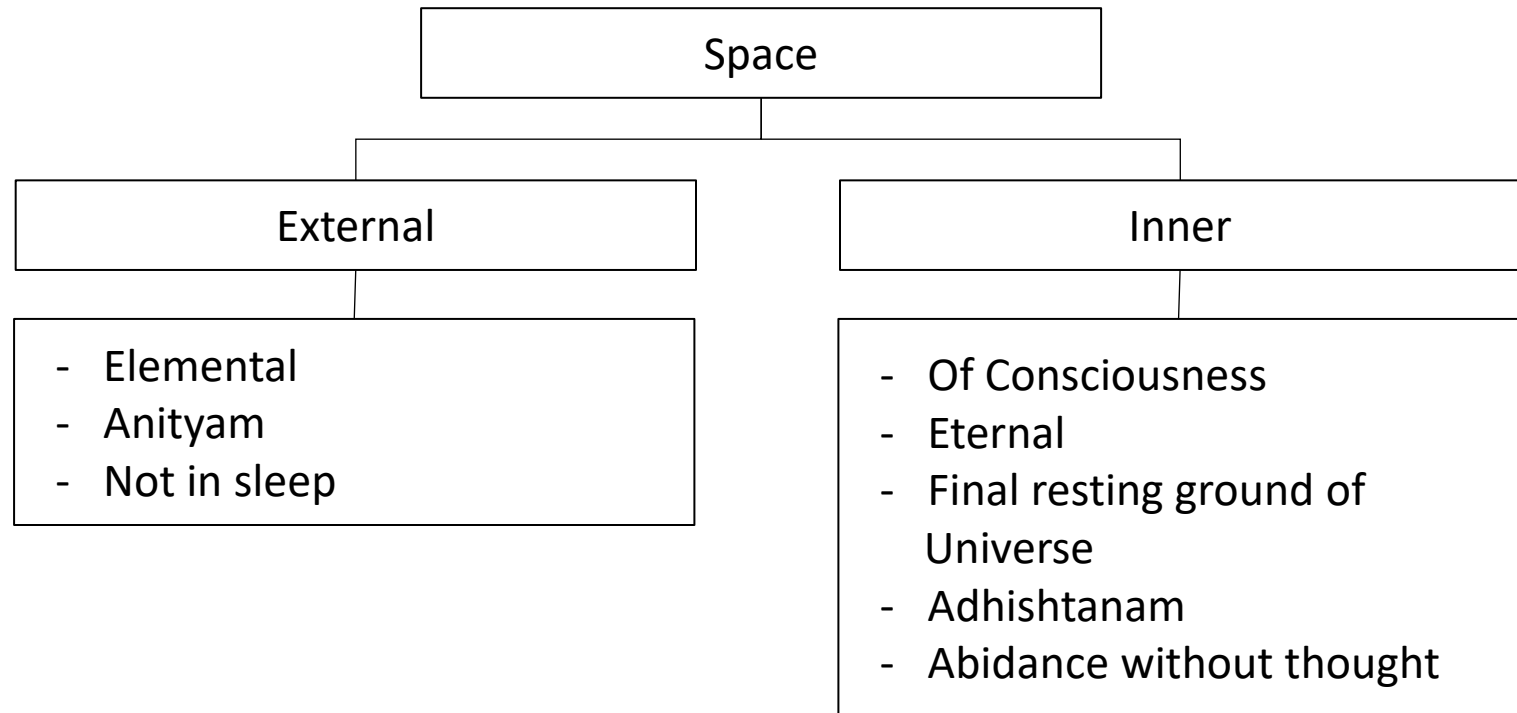 Space
External
Inner
- Elemental
- Anityam
- Not in sleep
- Of Consciousness
- Eternal
- Final resting ground of
Universe
- Adhishtanam
- Abidance without thought